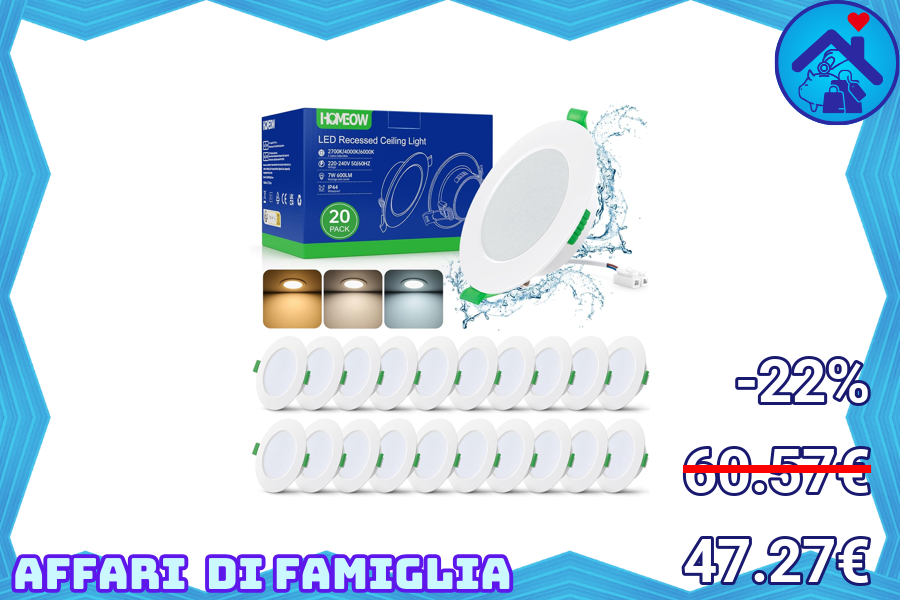 HOMEOW
HOMEOW
LED Recessed Ceiling Light
2700K/4000K/6000K
220-240V 50/60HZ
7W 600LM
IP44
20
PACK
-22%
60.57€
47.27€
AFFARI DI FAMIGLIA